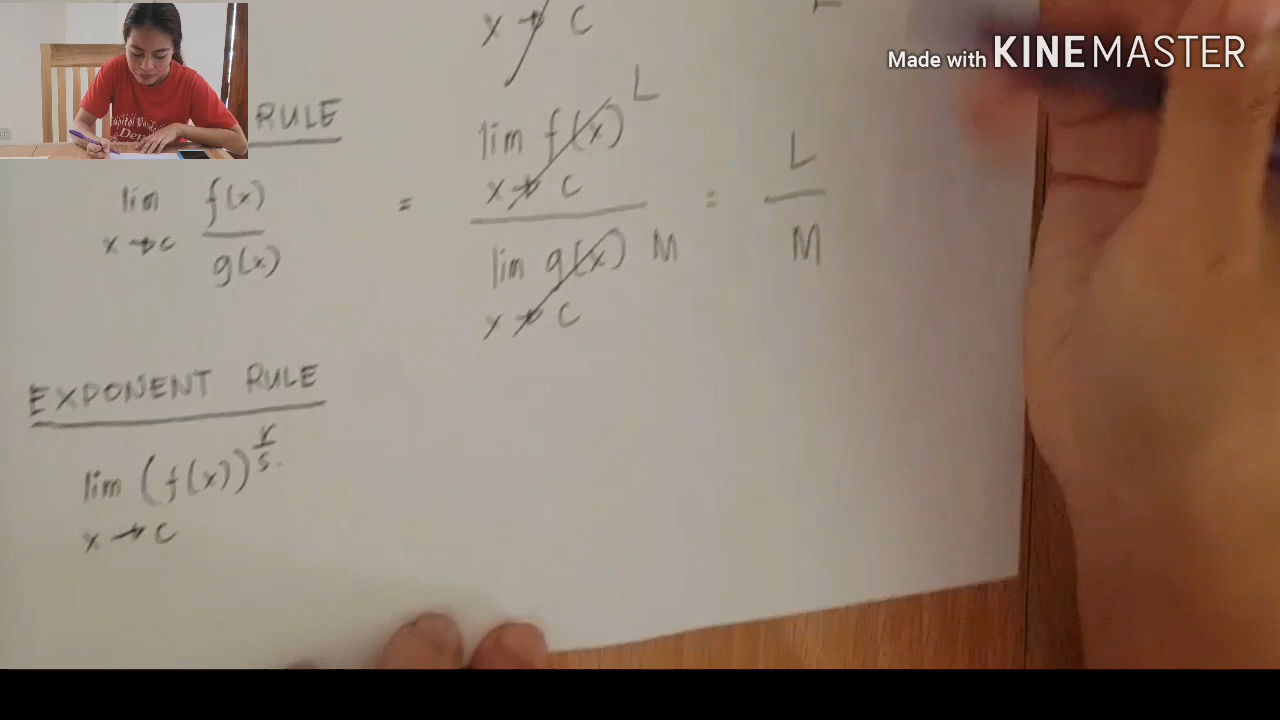 x → c
Made with KINEMASTER
RULE
lim f(x) L
x → c
lim f(x)
x → c g(x)
=
lim g(x) M
x → c
= L
M
EXPONENT RULE
lim (f(x)) r/s
x → c